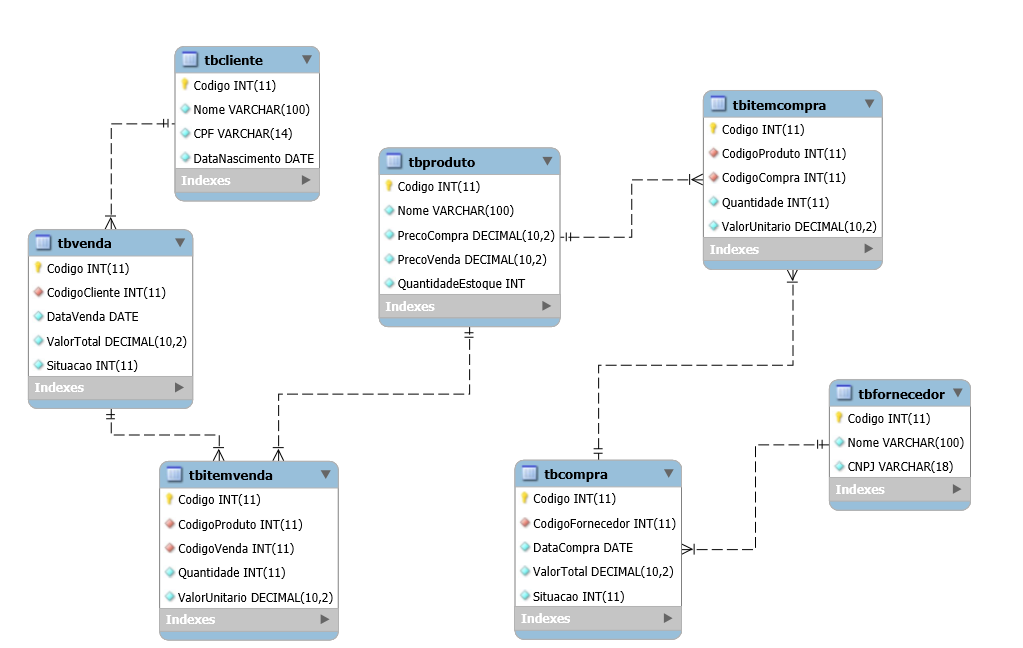 tbcliente
Codigo INT(11)
Nome VARCHAR(100)
CPF VARCHAR(14)
DataNascimento DATE
Indexes
tbvenda
Codigo INT(11)
CodigoCliente INT(11)
DataVenda DATE
ValorTotal DECIMAL(10,2)
Situacao INT(11)
Indexes
tbproduto
Codigo INT(11)
Nome VARCHAR(100)
PrecoCompra DECIMAL(10,2)
PrecoVenda DECIMAL(10,2)
QuantidadeEstoque INT
Indexes
tbitemcompra
Codigo INT(11)
CodigoProduto INT(11)
CodigoCompra INT(11)
Quantidade INT(11)
ValorUnitario DECIMAL(10,2)
Indexes
tbitemvenda
Codigo INT(11)
CodigoProduto INT(11)
CodigoVenda INT(11)
Quantidade INT(11)
ValorUnitario DECIMAL(10,2)
Indexes
tbcompra
Codigo INT(11)
CodigoFornecedor INT(11)
DataCompra DATE
ValorTotal DECIMAL(10,2)
Situacao INT(11)
Indexes
tbfornecedor
Codigo INT(11)
Nome VARCHAR(100)
CNPJ VARCHAR(18)
Indexes